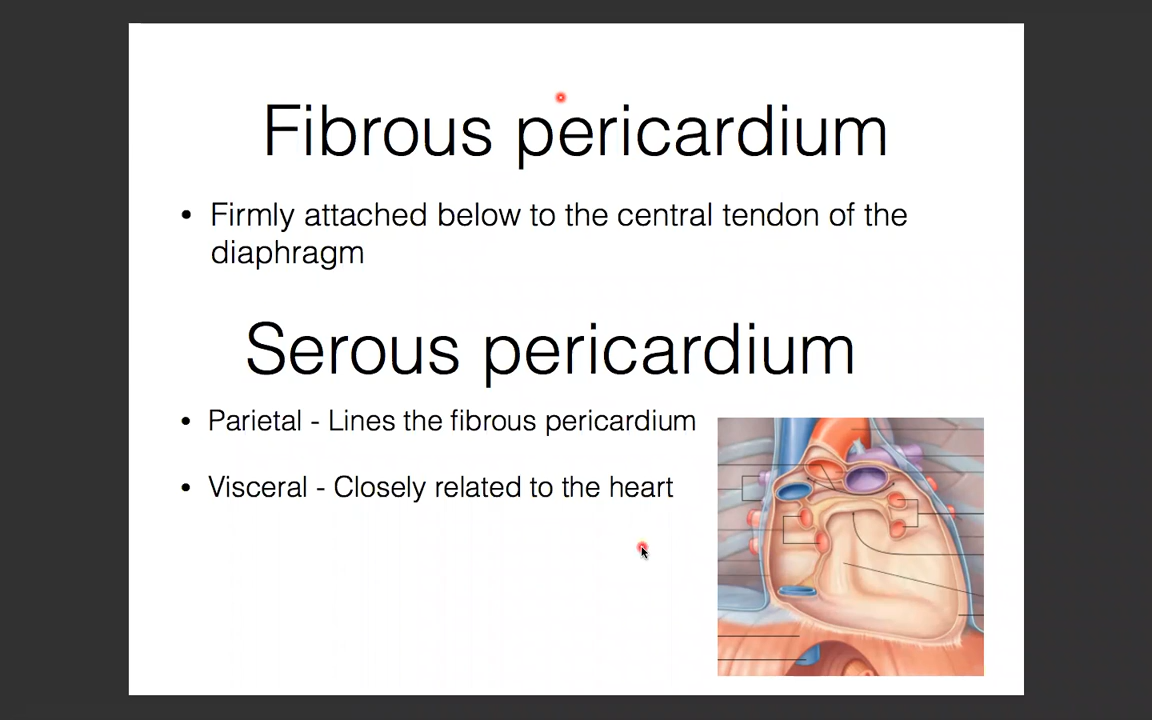 Fibrous pericardium
• Firmly attached below to the central tendon of the
diaphragm
Serous pericardium
• Parietal - Lines the fibrous pericardium
• Visceral - Closely related to the heart